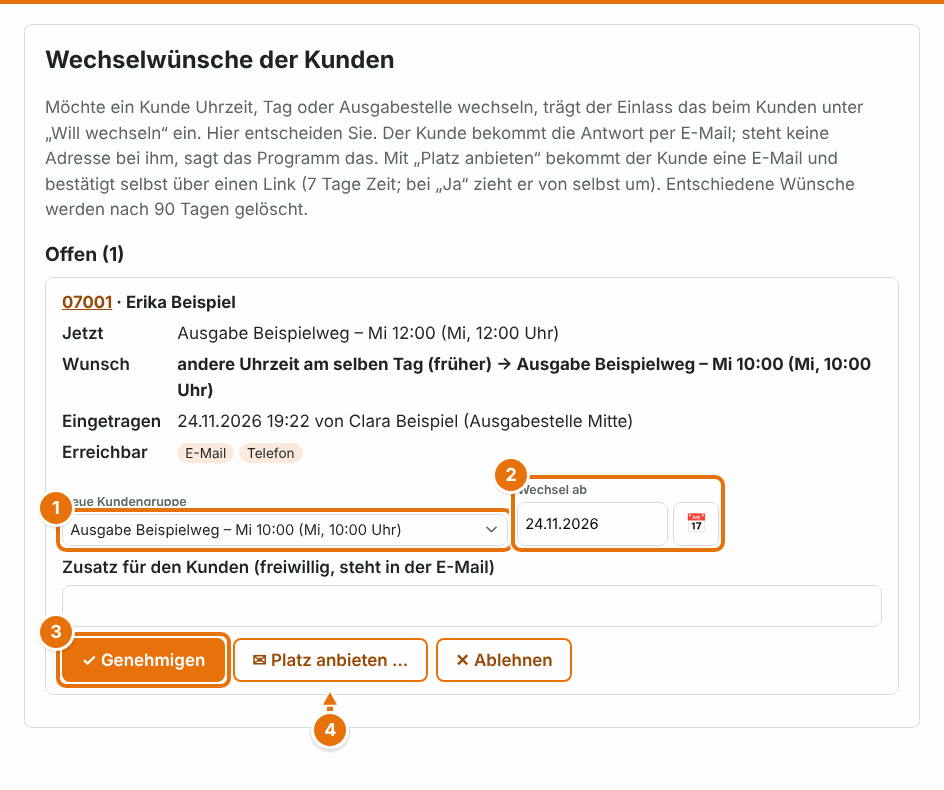 Wechselwünsche der Kunden
Möchte ein Kunde Uhrzeit, Tag oder Ausgabestelle wechseln, trägt der Einlass das beim Kunden unter
„Will wechseln“ ein. Hier entscheiden Sie. Der Kunde bekommt die Antwort per E-Mail; steht keine
Adresse bei ihm, sagt das Programm das. Mit „Platz anbieten“ bekommt der Kunde eine E-Mail und
bestätigt selbst über einen Link (7 Tage Zeit; bei „Ja“ zieht er von selbst um). Entschiedene Wünsche
werden nach 90 Tagen gelöscht.
Offen (1)
07001 · Erika Beispiel
Jetzt Ausgabe Beispielweg – Mi 12:00 (Mi, 12:00 Uhr)
Wunsch andere Uhrzeit am selben Tag (früher) → Ausgabe Beispielweg – Mi 10:00 (Mi, 10:00
Uhr)
Eingetragen 24.11.2026 19:22 von Clara Beispiel (Ausgabestelle Mitte)
Erreichbar E-Mail Telefon
2
1
Kundengruppe
Wechsel ab
Ausgabe Beispielweg – Mi 10:00 (Mi, 10:00 Uhr)
24.11.2026
Zusatz für den Kunden (freiwillig, steht in der E-Mail)
3
✓ Genehmigen
✉ Platz anbieten ...
✕ Ablehnen
4